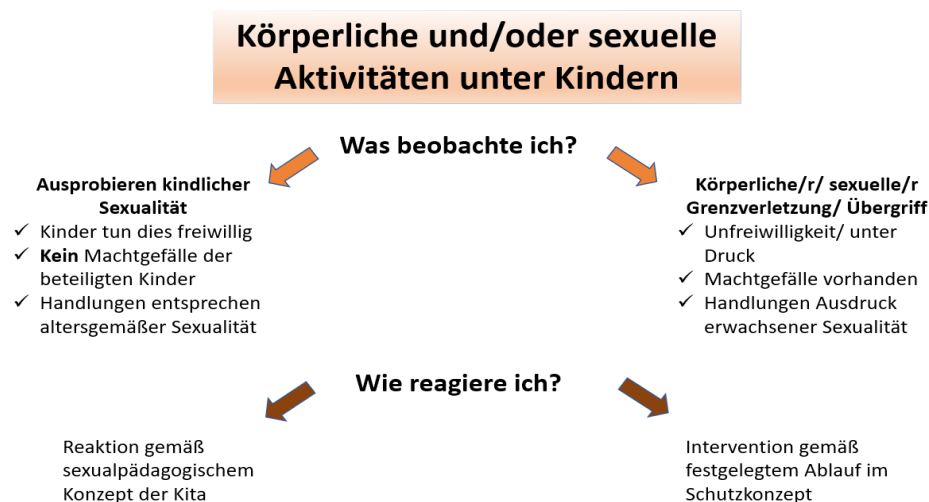 Körperliche und/oder sexuelle
Aktivitäten unter Kindern
Was beobachte ich?
Ausprobieren kindlicher
Sexualität
✓ Kinder tun dies freiwillig
✓ Kein Machtgefälle der
beteiligten Kinder
✓ Handlungen entsprechen
altersgemäßer Sexualität
Körperliche/r/ sexuelle/r
Grenzverletzung/ Übergriff
✓ Unfreiwilligkeit/ unter
Druck
✓ Machtgefälle vorhanden
✓ Handlungen Ausdruck
erwachsener Sexualität
Wie reagiere ich?
Reaktion gemäß
sexualpädagogischem
Konzept der Kita
Intervention gemäß
festgelegtem Ablauf im
Schutzkonzept